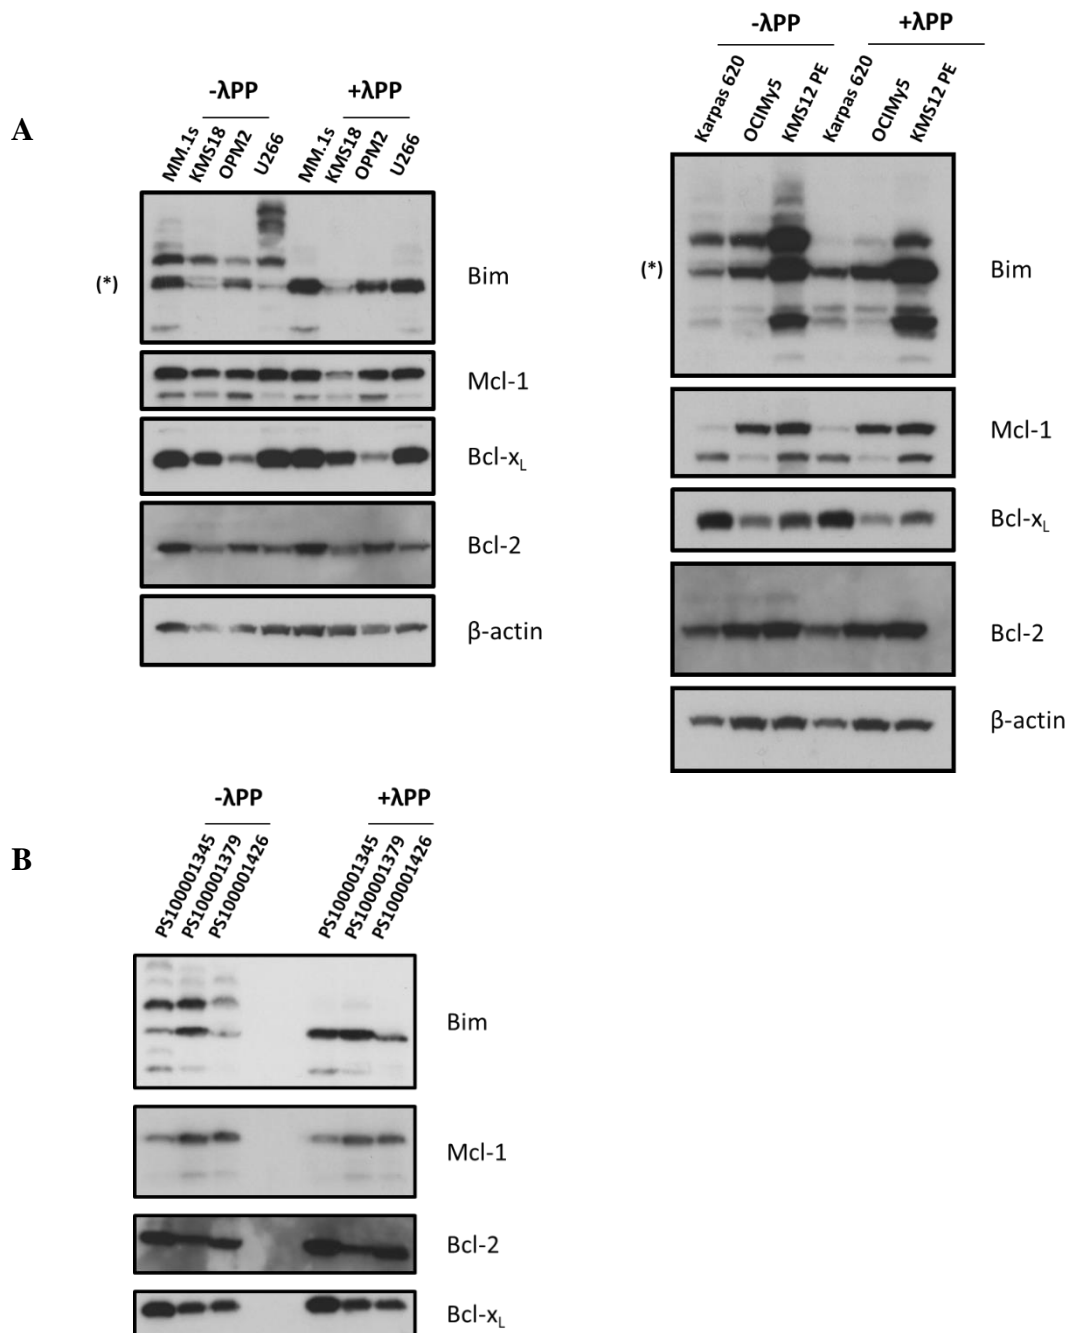 A
-λPP +λPP
MM.1s KMS18 OPM2 U266 MM.1s KMS18 OPM2 U266
(*) Bim
Mcl-1
Bcl-xL
Bcl-2
β-actin
-λPP +λPP
Karpas 620 OCIMy5 KMS12 PE Karpas 620 OCIMy5 KMS12 PE
(*) Bim
Mcl-1
Bcl-xL
Bcl-2
β-actin
B
-λPP +λPP
PS100001345 PS100001379 PS100001426 PS100001345 PS100001379 PS100001426
Bim
Mcl-1
Bcl-2
Bcl-xL